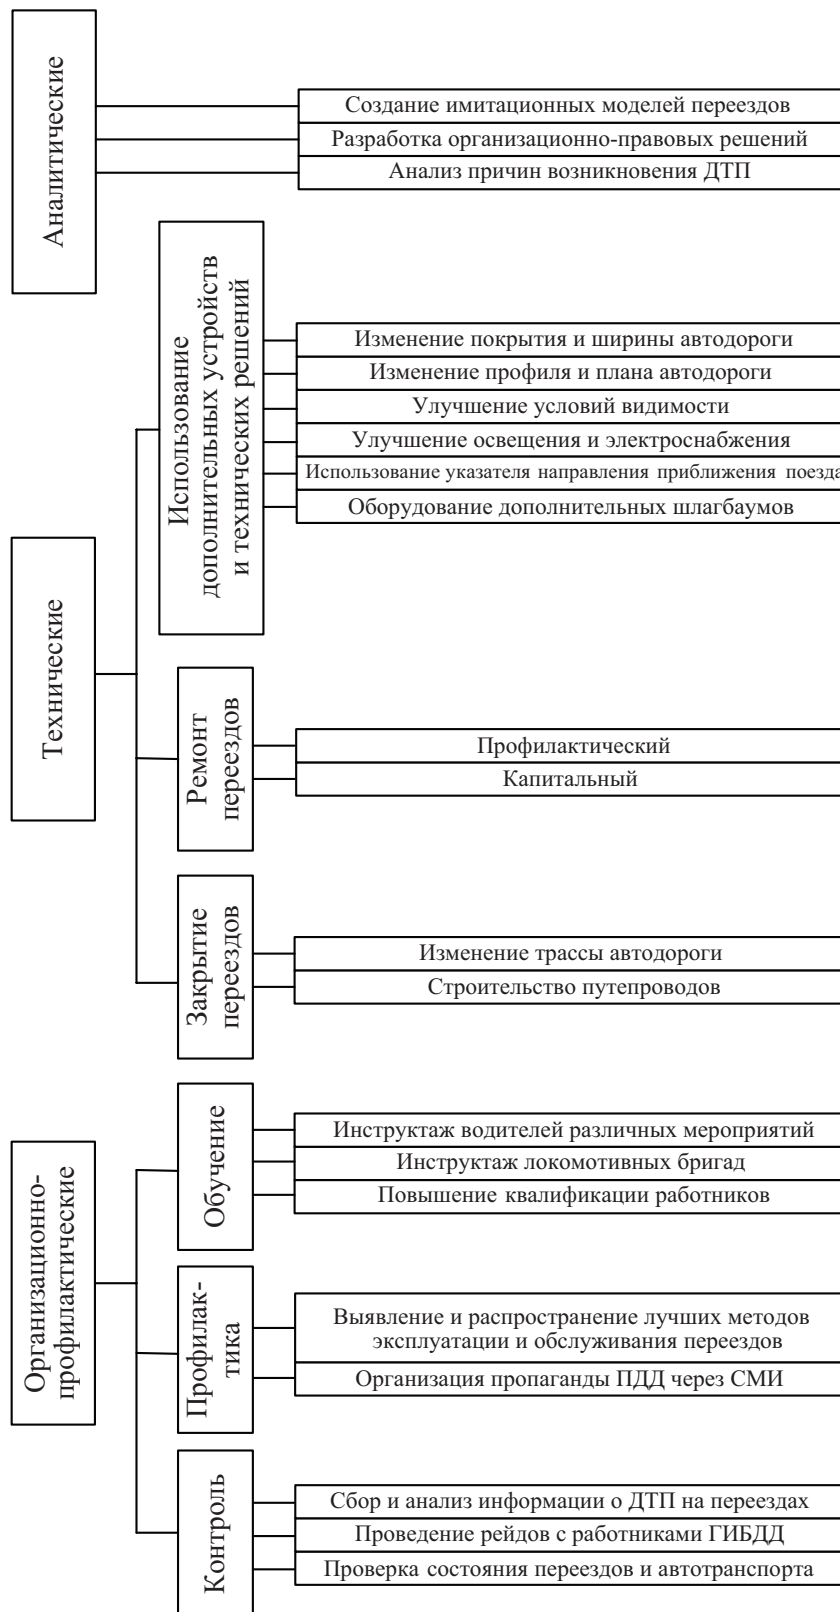 Аналитические
Создание имитационных моделей переездов
Разработка организационно-правовых решений
Анализ причин возникновения ДТП
Технические
Использование
дополнительных устройств
и технических решений
Изменение покрытия и ширины автодороги
Изменение профиля и плана автодороги
Улучшение условий видимости
Улучшение освещения и электроснабжения
Использование указателя направления приближения поезда
Оборудование дополнительных шлагбаумов
Ремонт
переездов
Профилактический
Капитальный
Закрытие
переездов
Изменение трассы автодороги
Строительство путепроводов
Организационно-
профилактические
Обучение
Инструктаж водителей различных мероприятий
Инструктаж локомотивных бригад
Повышение квалификации работников
Профилак-
тика
Выявление и распространение лучших методов
эксплуатации и обслуживания переездов
Организация пропаганды ПДД через СМИ
Контроль
Сбор и анализ информации о ДТП на переездах
Проведение рейдов с работниками ГИБДД
Проверка состояния переездов и автотранспорта